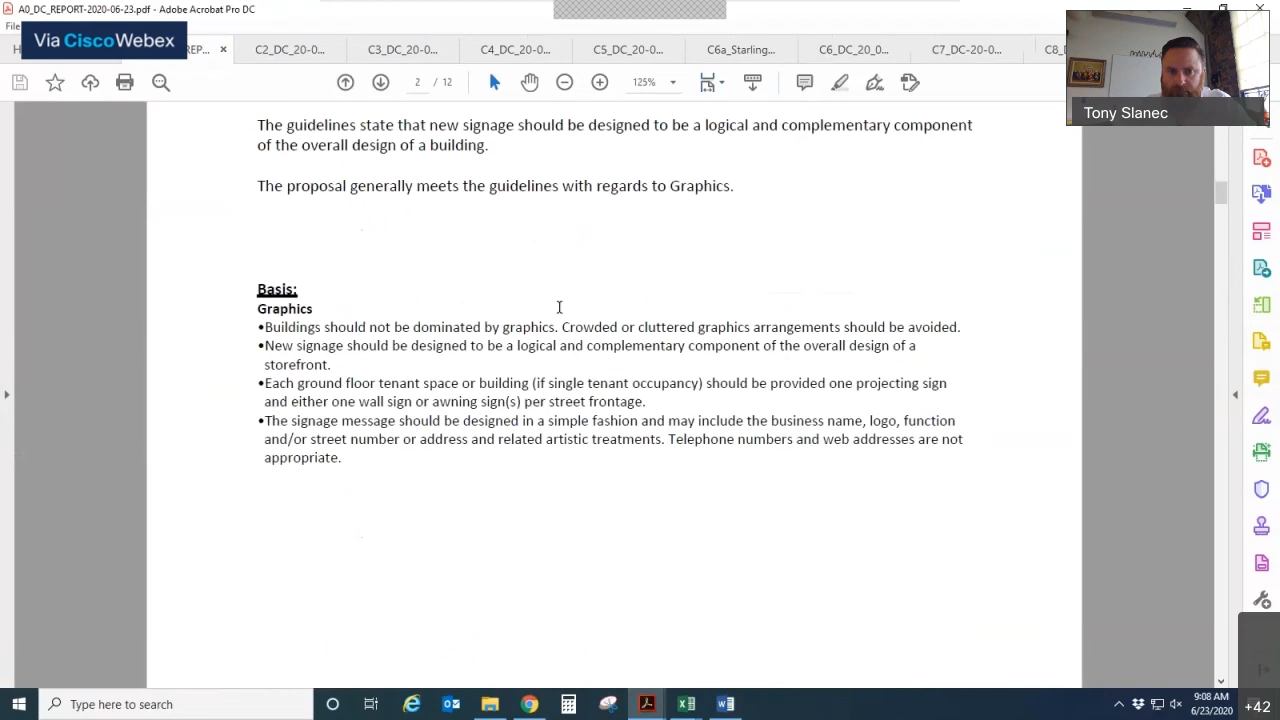 A0_DC_REPORT-2020-06-23.pdf - Adobe Acrobat Pro DC
Via CiscoWebex
C2_DC_20-0... C3_DC_20-0... C4_DC_20-0... C5_DC_20-0... C6a_Starling... C6_DC_20_0... C7_DC-20-0... C8_
2 / 12 125%
Tony Slanec
The guidelines state that new signage should be designed to be a logical and complementary component
of the overall design of a building.
The proposal generally meets the guidelines with regards to Graphics.
Basis:
Graphics
•Buildings should not be dominated by graphics. Crowded or cluttered graphics arrangements should be avoided.
•New signage should be designed to be a logical and complementary component of the overall design of a
storefront.
•Each ground floor tenant space or building (if single tenant occupancy) should be provided one projecting sign
and either one wall sign or awning sign(s) per street frontage.
•The signage message should be designed in a simple fashion and may include the business name, logo, function
and/or street number or address and related artistic treatments. Telephone numbers and web addresses are not
appropriate.
Type here to search
9:08 AM
6/23/2020
+42